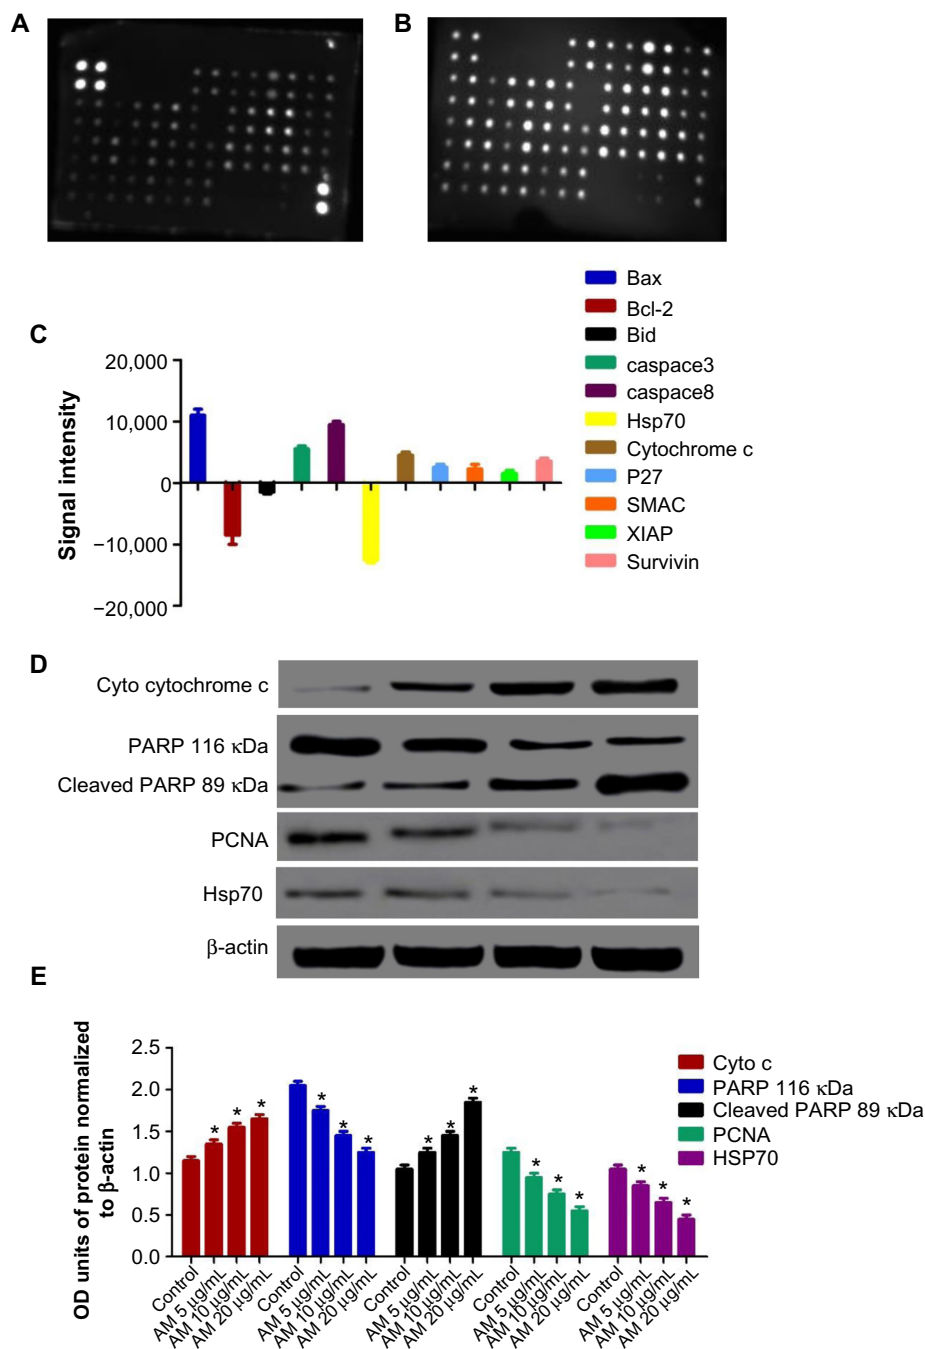 A
B
C
Bax
Bcl-2
Bid
caspace3
caspace8
Hsp70
Cytochrome c
P27
SMAC
XIAP
Survivin
Signal intensity
20,000
10,000
0
−10,000
−20,000
D
Cyto cytochrome c
PARP 116 κDa
Cleaved PARP 89 κDa
PCNA
Hsp70
β-actin
E
OD units of protein normalized
to β-actin
2.5
2.0
1.5
1.0
0.5
0.0
* * * * * * * * * * * * * * *
Cyto c
PARP 116 κDa
Cleaved PARP 89 κDa
PCNA
HSP70
Control
AM 5 µg/mL
AM 10 µg/mL
AM 20 µg/mL
Control
AM 5 µg/mL
AM 10 µg/mL
AM 20 µg/mL
Control
AM 5 µg/mL
AM 10 µg/mL
AM 20 µg/mL
Control
AM 5 µg/mL
AM 10 µg/mL
AM 20 µg/mL
Control
AM 5 µg/mL
AM 10 µg/mL
AM 20 µg/mL